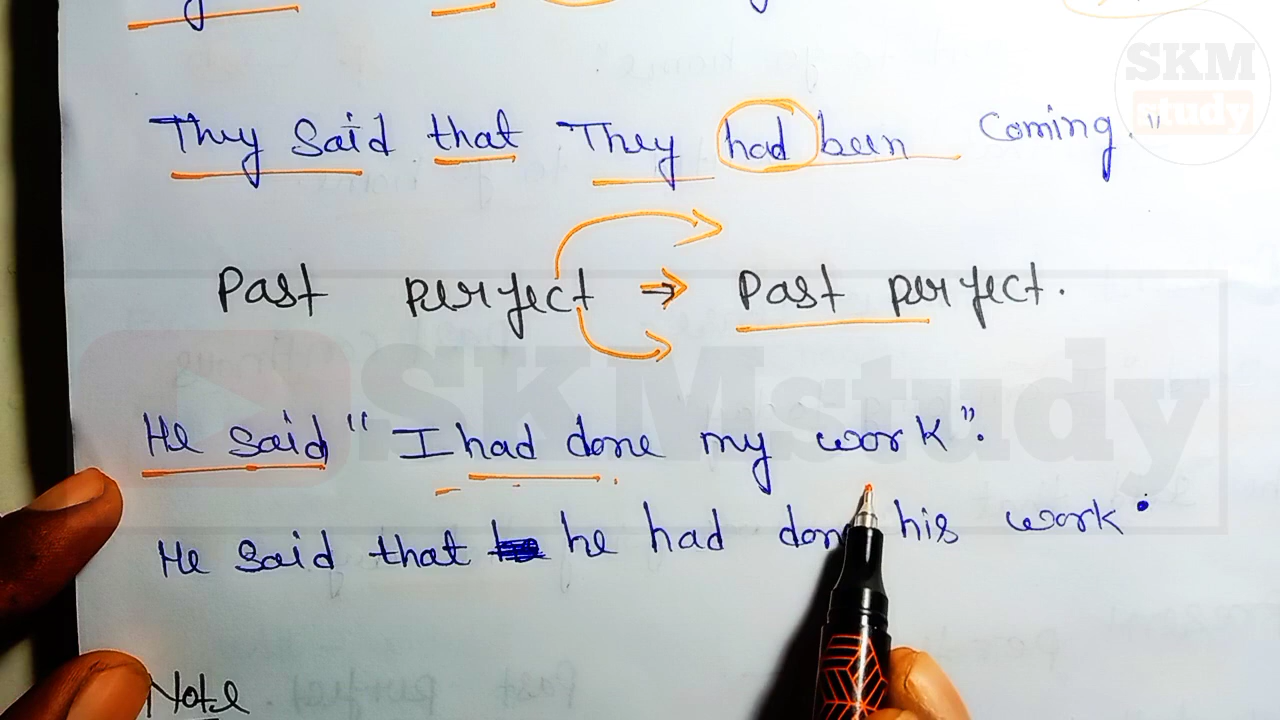 SKM
study
They said that They had been Coming."
Past perfect → Past perfect.
SKMstudy
He said "I had done my work".
He said that he had done his work.
Note